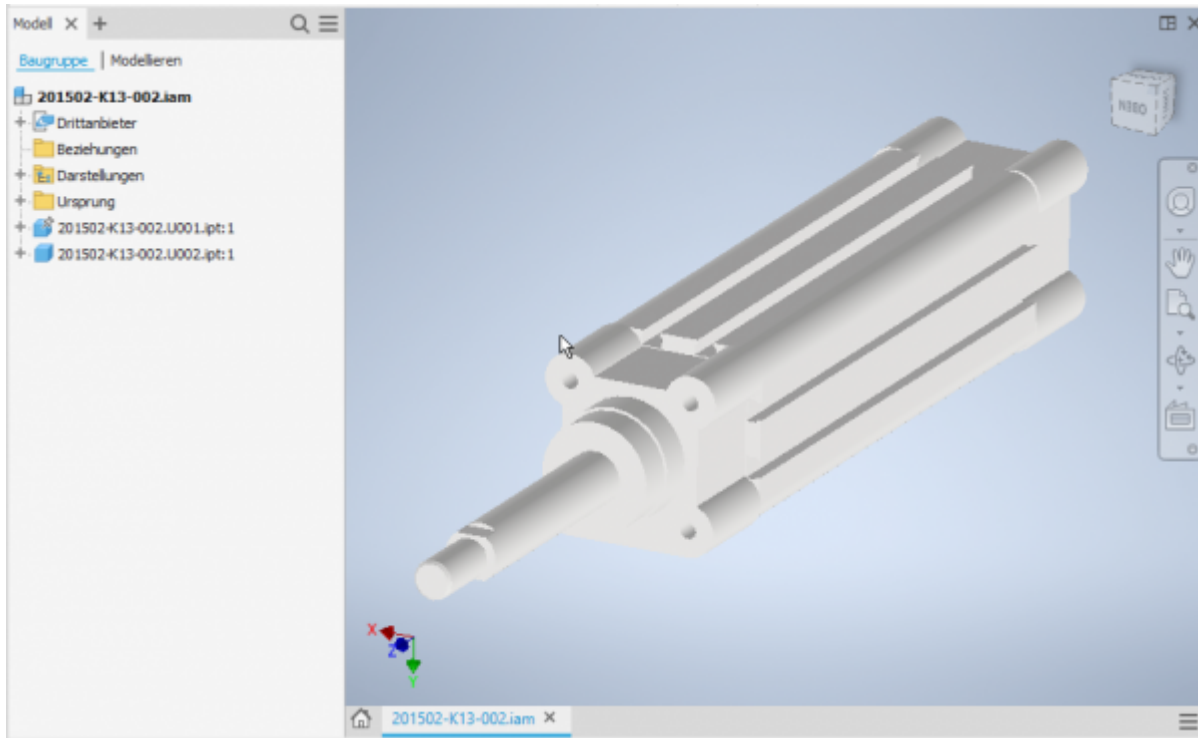 Modell
Baugruppe | Modellieren
201502-K13-002.iam
Drittanbieter
Beziehungen
Darstellungen
Ursprung
201502-K13-002.U001.ipt:1
201502-K13-002.U002.ipt:1
OBEN
X
Z
Y
201502-K13-002.iam